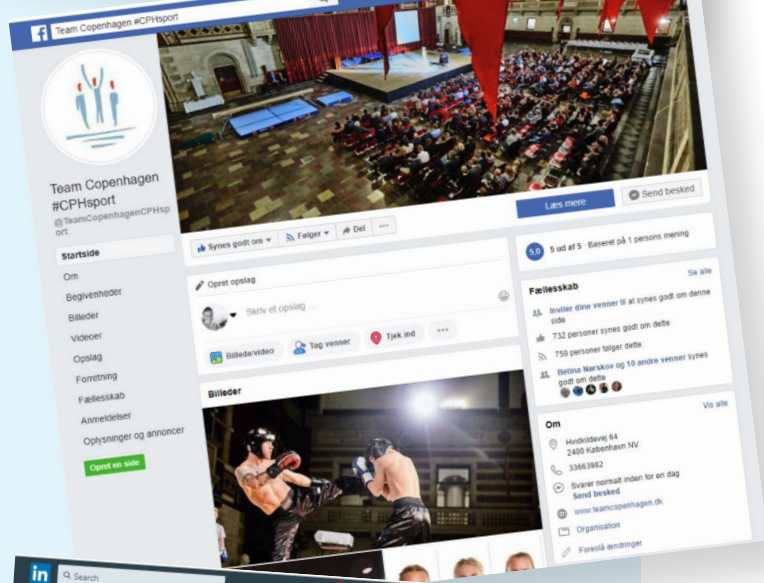 f Team Copenhagen #CPHsport
Team Copenhagen
#CPHsport
@TeamCopenhagenCPHsp
ort
Startside
Om
Begivenheder
Billeder
Videoer
Opslag
Forretning
Fællesskab
Anmeldelser
Oplysninger og annoncer
Opret en side
Synes godt om Følger Del ...
Læs mere Send besked
Opret opslag
Skriv et opslag ...
Billede/video Tag venner Tjek ind ...
Billeder
5,0 5 ud af 5 · Baseret på 1 persons mening
Fællesskab Se alle
Inviter dine venner til at synes godt om denne
side
732 personer synes godt om dette
750 personer følger dette.
Betina Nørskov og 10 andre venner synes
godt om dette
Om Vis alle
Hvidkildevej 64
2400 København NV
33663982
Svarer normalt inden for en dag
Send besked
www.teamcopenhagen.dk
Organisation
Foreslå ændringer
in Search